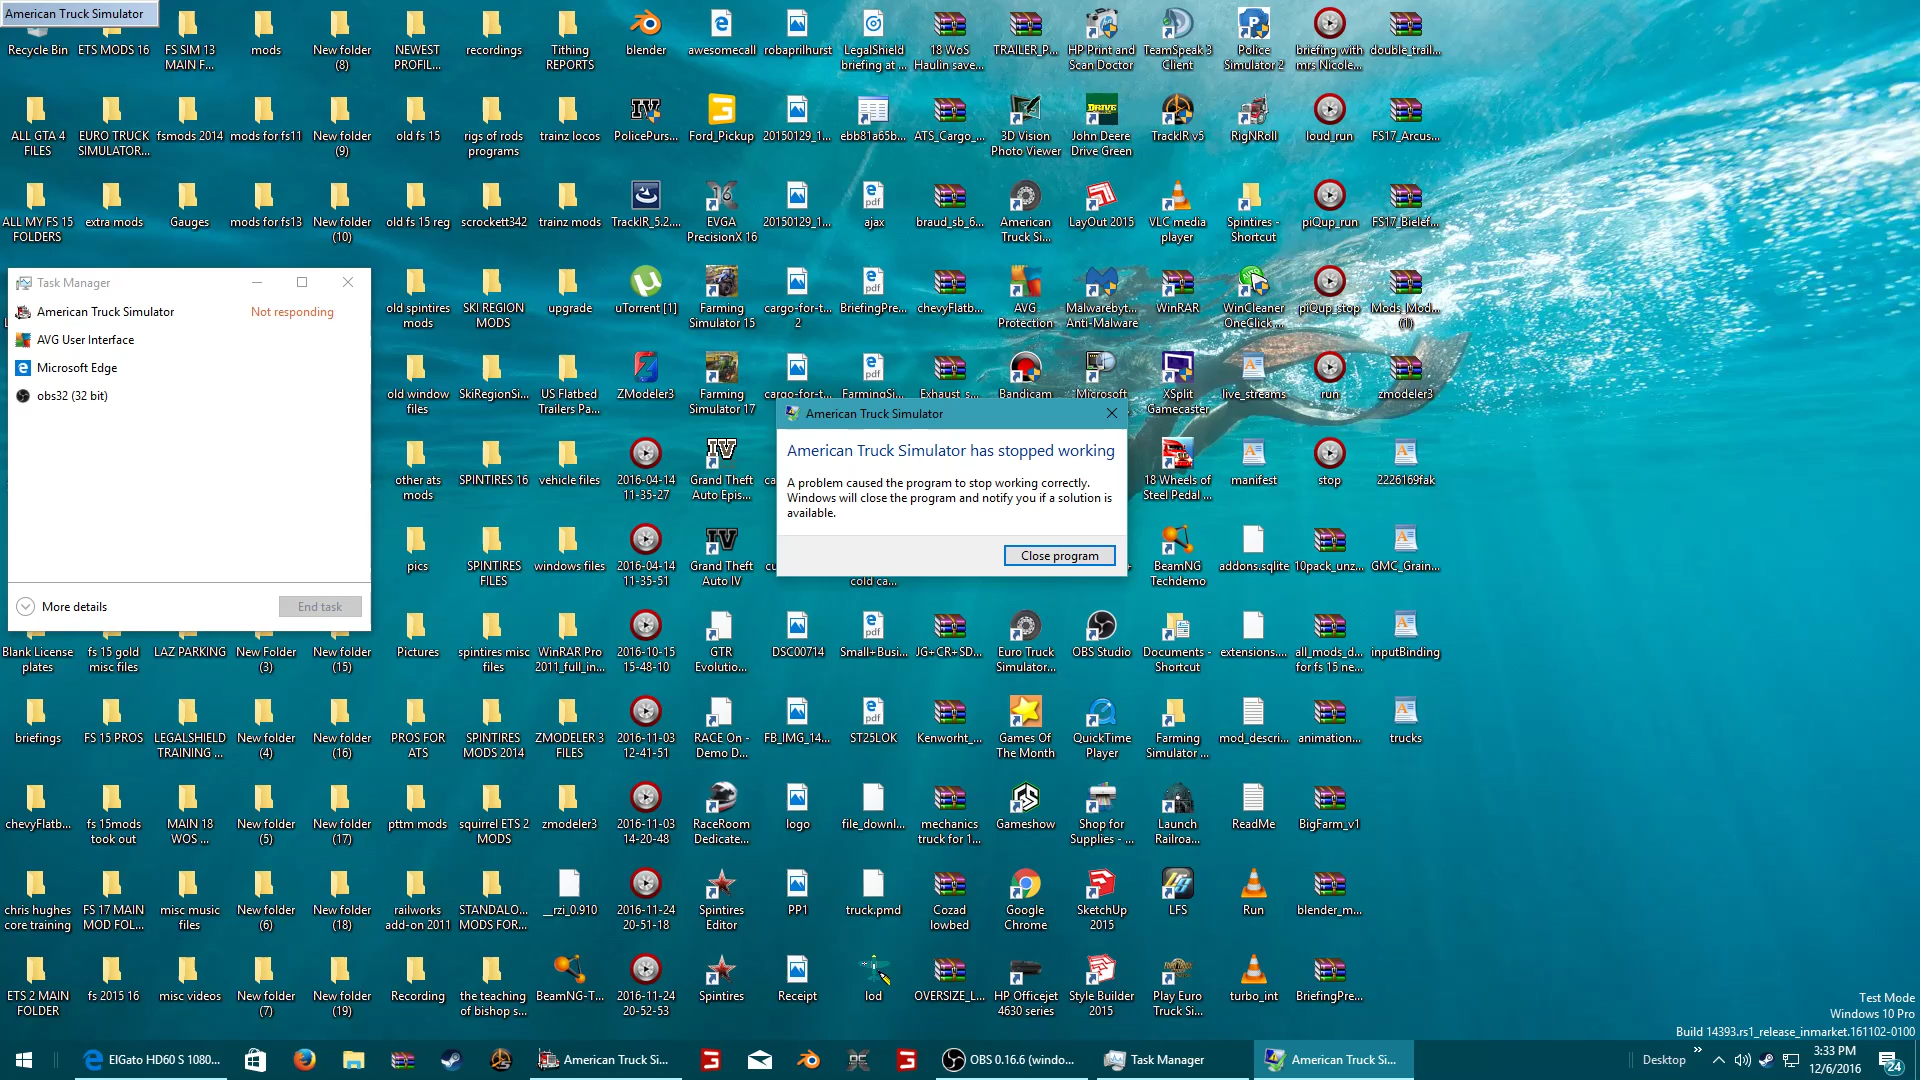 American Truck Simulator
Recycle Bin
ETS MODS 16
FS SIM 13
MAIN F...
mods
New folder
(8)
NEWEST
PROFIL...
recordings
Tithing
REPORTS
blender
awesomecall
robaprilhurst
LegalShield
briefing at ...
18 WoS
Haulin save...
TRAILER_P...
HP Print and
Scan Doctor
TeamSpeak 3
Client
Police
Simulator 2
briefing with
mrs Nicole...
double_trail...
ALL GTA 4
FILES
EURO TRUCK
SIMULATOR...
fsmods 2014
mods for fs11
New folder
(9)
old fs 15
rigs of rods
programs
trainz locos
PolicePurs...
Ford_Pickup
20150129_1...
ebb81a65b...
ATS_Cargo_...
3D Vision
Photo Viewer
John Deere
Drive Green
TrackIR v5
RigNRoll
loud_run
FS17_Arcus...
ALL MY FS 15
FOLDERS
extra mods
Gauges
mods for fs13
New folder
(10)
old fs 15 reg
scrockett342
trainz mods
TrackIR_5.2....
EVGA
PrecisionX 16
20150129_1...
ajax
braud_sb_6...
American
Truck Si...
LayOut 2015
VLC media
player
Spintires -
Shortcut
piQup_run
FS17_Bielef...
Task Manager
American Truck Simulator
Not responding
AVG User Interface
Microsoft Edge
obs32 (32 bit)
More details
End task
old spintires
mods
SKI REGION
MODS
upgrade
uTorrent [1]
Farming
Simulator 15
cargo-for-t...
2
BriefingPre...
chevyFlatb...
AVG
Protection
Malwarebyt...
Anti-Malware
WinRAR
WinCleaner
OneClick ...
piQup_stop
Mods_Mod...
(1)
old window
files
SkiRegionSi...
US Flatbed
Trailers Pa...
ZModeler3
Farming
Simulator 17
cargo-for-t...
FarmingSi...
Exhaust_s...
Bandicam
Microsoft
XSplit
Gamecaster
live_streams
run
zmodeler3
American Truck Simulator
American Truck Simulator has stopped working
A problem caused the program to stop working correctly.
Windows will close the program and notify you if a solution is
available.
Close program
other ats
mods
SPINTIRES 16
vehicle files
2016-04-14
11-35-27
Grand Theft
Auto Epis...
18 Wheels of
Steel Pedal ...
manifest
stop
2226169fak
pics
SPINTIRES
FILES
windows files
2016-04-14
11-35-51
Grand Theft
Auto IV
cold ca...
BeamNG
Techdemo
addons.sqlite
10pack_unz...
GMC_Grain...
Blank License
plates
fs 15 gold
misc files
LAZ PARKING
New Folder
(3)
New folder
(15)
Pictures
spintires misc
files
WinRAR Pro
2011_full_in...
2016-10-15
15-48-10
GTR
Evolutio...
DSC00714
Small+Busi...
JG+CR+SD...
Euro Truck
Simulator...
OBS Studio
Documents -
Shortcut
extensions....
all_mods_d...
for fs 15 ne...
inputBinding
briefings
FS 15 PROS
LEGALSHIELD
TRAINING ...
New folder
(4)
New folder
(16)
PROS FOR
ATS
SPINTIRES
MODS 2014
ZMODELER 3
FILES
2016-11-03
12-41-51
RACE On -
Demo D...
FB_IMG_14...
ST25LOK
Kenworht_...
Games Of
The Month
QuickTime
Player
Farming
Simulator ...
mod_descri...
animation...
trucks
chevyFlatb...
fs 15mods
took out
MAIN 18
WOS ...
New folder
(5)
New folder
(17)
pttm mods
squirrel ETS 2
MODS
zmodeler3
2016-11-03
14-20-48
RaceRoom
Dedicate...
logo
file_downl...
mechanics
truck for 1...
Gameshow
Shop for
Supplies - ...
Launch
Railroa...
ReadMe
BigFarm_v1
chris hughes
core training
FS 17 MAIN
MOD FOL...
misc music
files
New folder
(6)
New folder
(18)
railworks
add-on 2011
STANDALO...
MODS FOR...
__rzi_0.910
2016-11-24
20-51-18
Spintires
Editor
PP1
truck.pmd
Cozad
lowbed
Google
Chrome
SketchUp
2015
LFS
Run
blender_m...
ETS 2 MAIN
FOLDER
fs 2015 16
misc videos
New folder
(7)
New folder
(19)
Recording
the teaching
of bishop s...
BeamNG-T...
2016-11-24
20-52-53
Spintires
Receipt
lod
OVERSIZE_L...
HP Officejet
4630 series
Style Builder
2015
Play Euro
Truck Si...
turbo_int
BriefingPre...
Test Mode
Windows 10 Pro
Build 14393.rs1_release_inmarket.161102-0100
ElGato HD60 S 1080...
American Truck Si...
OBS 0.16.6 (windo...
Task Manager
American Truck Si...
Desktop
3:33 PM
12/6/2016
24